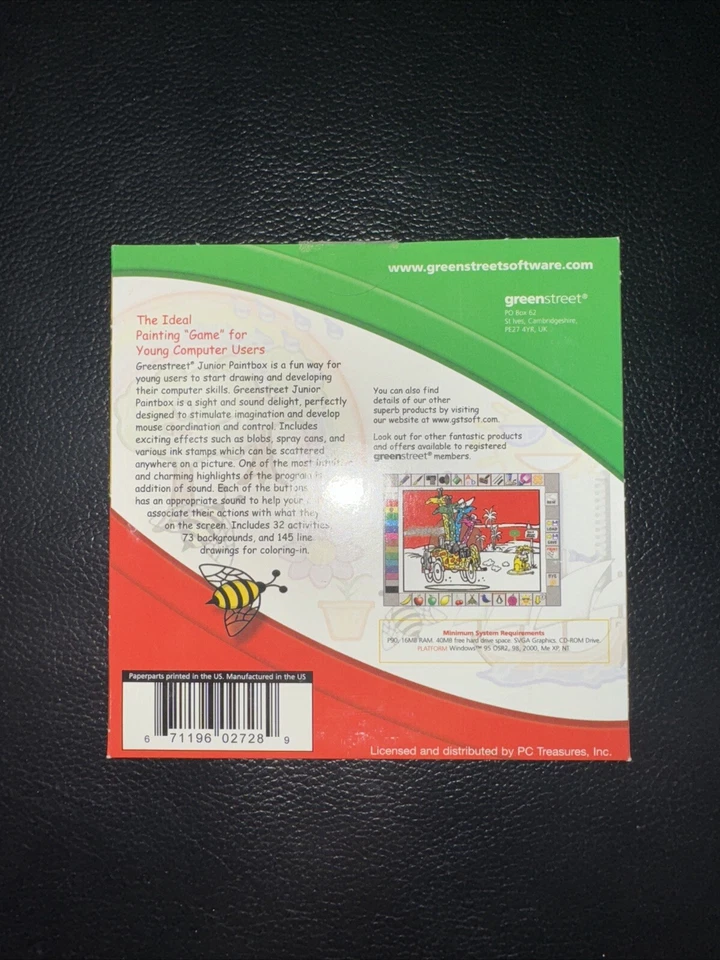 www.greenstreetsoftware.com
greenstreet®
PO Box 62
St Ives, Cambridgeshire,
PE27 4YR, UK
The Ideal
Painting "Game" for
Young Computer Users
Greenstreet® Junior Paintbox is a fun way for
young users to start drawing and developing
their computer skills. Greenstreet Junior
Paintbox is a sight and sound delight, perfectly
designed to stimulate imagination and develop
mouse coordination and control. Includes
exciting effects such as blobs, spray cans, and
various ink stamps which can be scattered
anywhere on a picture. One of the most
and charming highlights of the program is
addition of sound. Each of the buttons
has an appropriate sound to help your
associate their actions with what they
on the screen. Includes 32 activities,
73 backgrounds, and 145 line
drawings for coloring-in.
You can also find
details of our other
superb products by visiting
our website at www.gstsoft.com.
Look out for other fantastic products
and offers available to registered
greenstreet® members.
Minimum System Requirements
P90, 16MB RAM, 40MB free hard drive space, SVGA Graphics, CD-ROM Drive,
PLATFORM Windows™ 95 OSR2, 98, 2000, Me XP, NT
Paperparts printed in the US. Manufactured in the US
6 71196 02728 9
Licensed and distributed by PC Treasures, Inc.